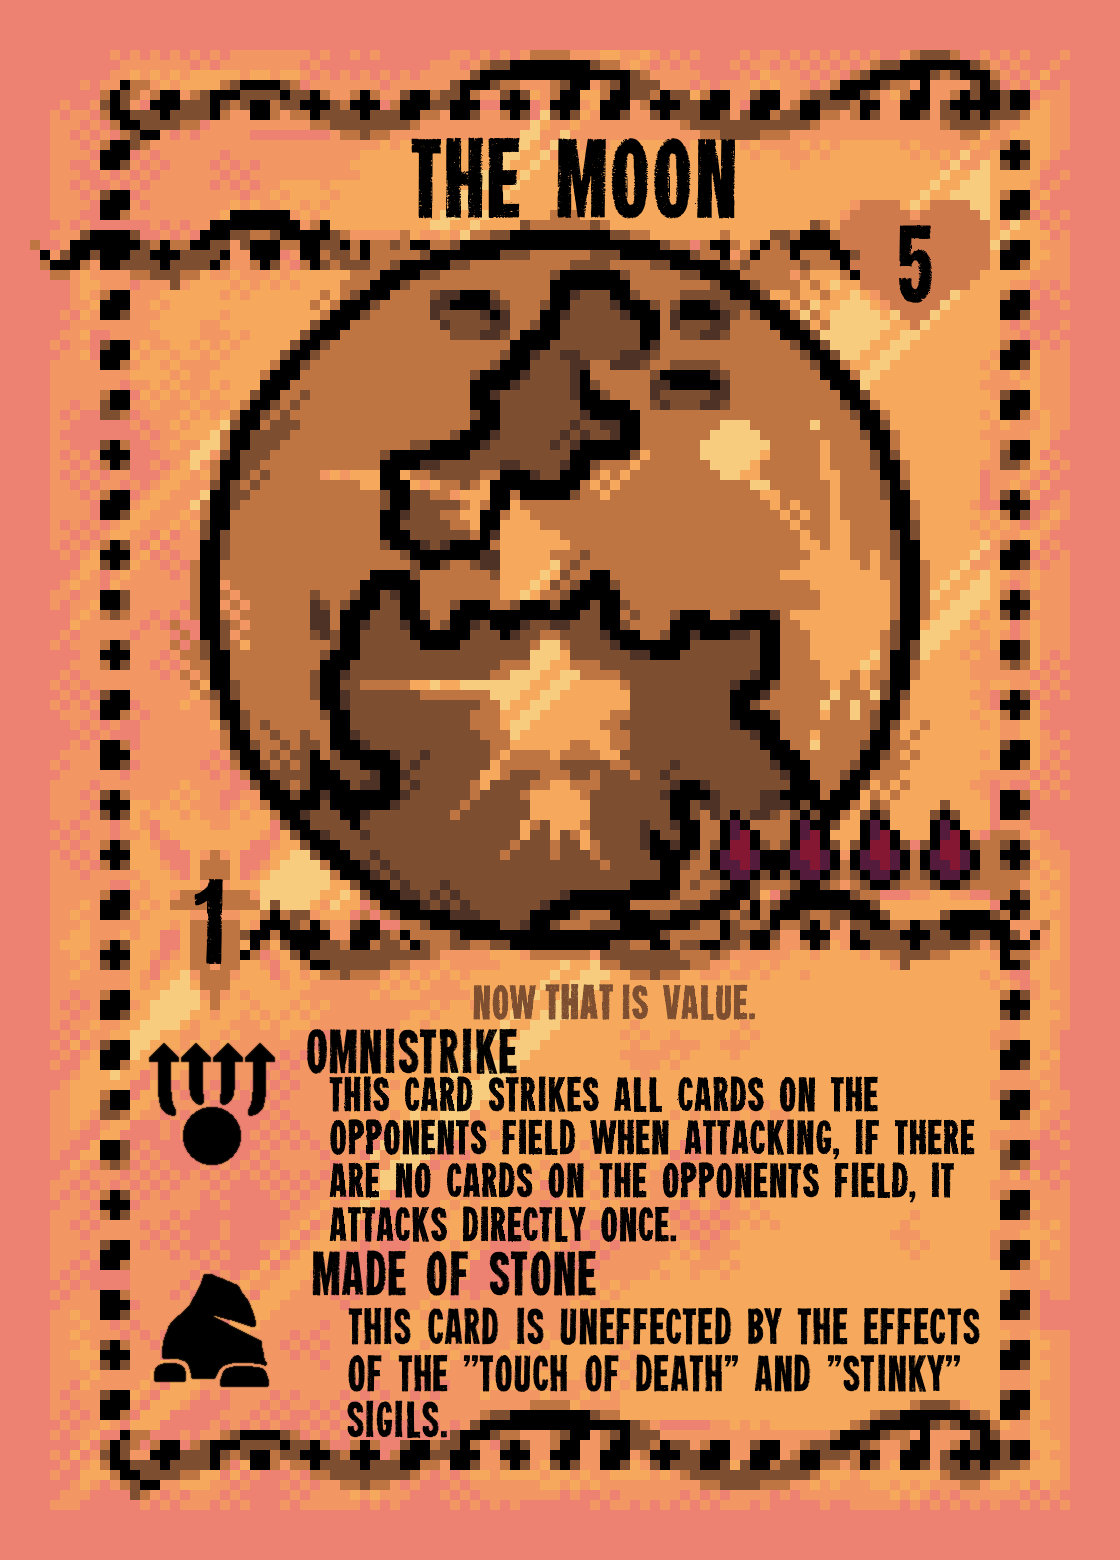 THE MOON
5
1
NOW THAT IS VALUE.
OMNISTRIKE
THIS CARD STRIKES ALL CARDS ON THE
OPPONENTS FIELD WHEN ATTACKING, IF THERE
ARE NO CARDS ON THE OPPONENTS FIELD, IT
ATTACKS DIRECTLY ONCE.
MADE OF STONE
THIS CARD IS UNEFFECTED BY THE EFFECTS
OF THE ”TOUCH OF DEATH” AND ”STINKY”
SIGILS.